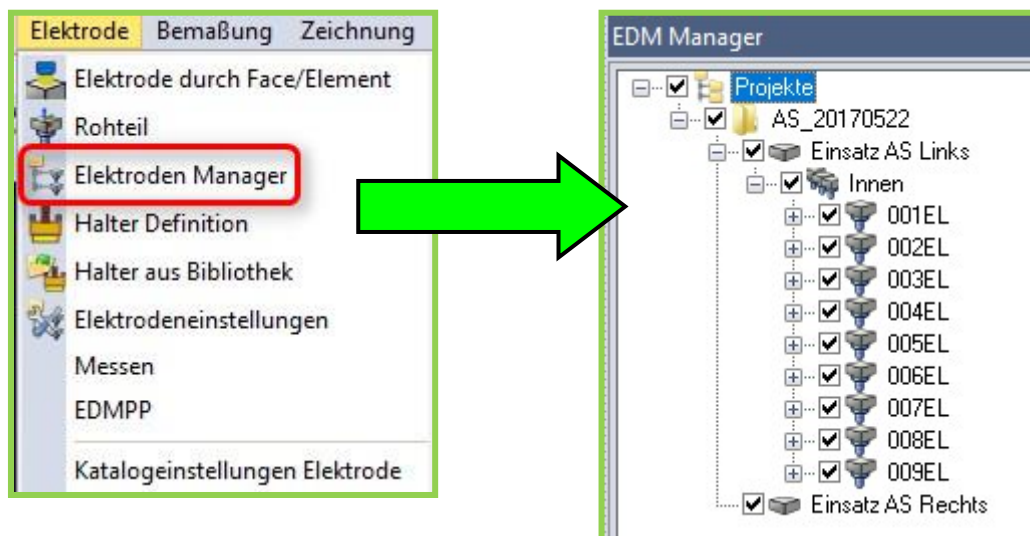 Elektrode Bemaßung Zeichnung
Elektrode durch Face/Element
Rohteil
Elektroden Manager
Halter Definition
Halter aus Bibliothek
Elektrodeneinstellungen
Messen
EDMPP
Katalogeinstellungen Elektrode
EDM Manager
Projekte
AS_20170522
Einsatz AS Links
Innen
001EL
002EL
003EL
004EL
005EL
006EL
007EL
008EL
009EL
Einsatz AS Rechts